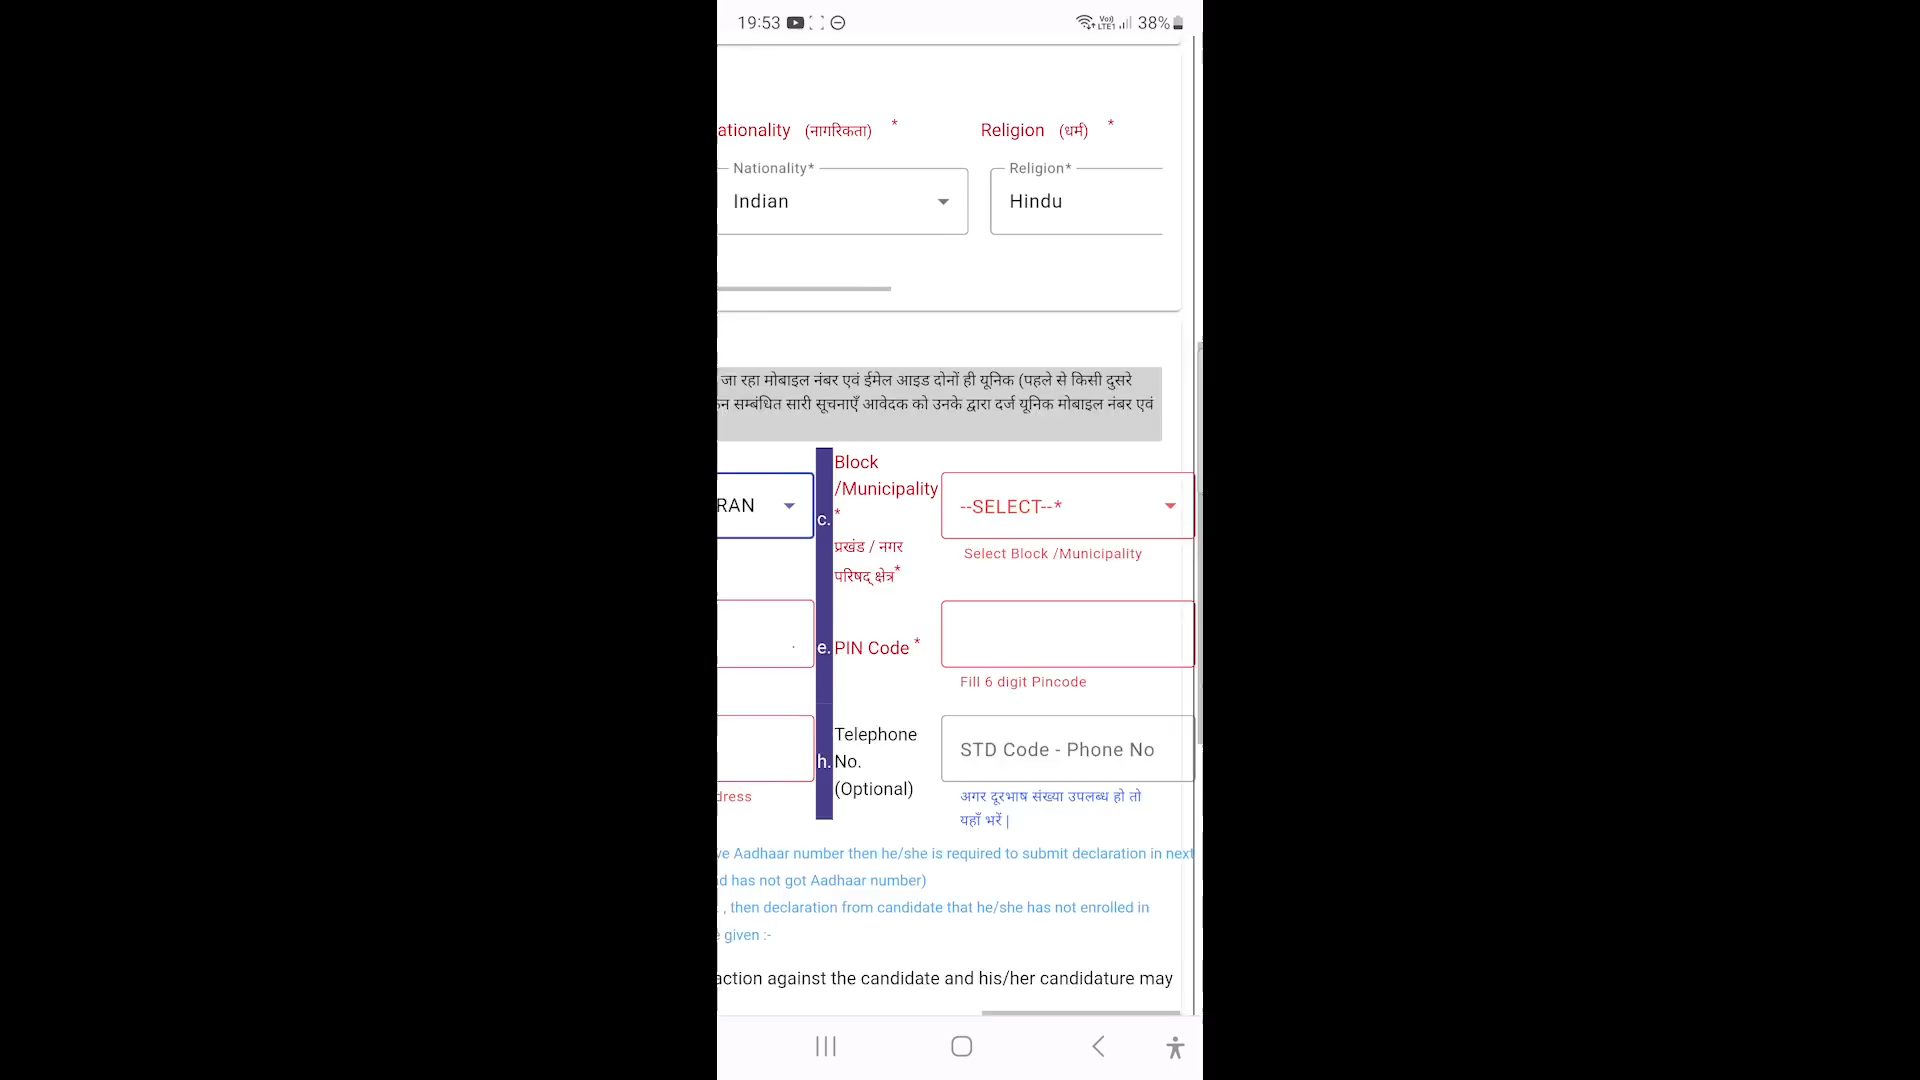 19:53
Vo)) LTE1 38%
ationality (नागरिकता) * Religion (धर्म) *
Nationality* Religion*
Indian Hindu
जा रहा मोबाइल नंबर एवं ईमेल आइड दोनों ही यूनिक (पहले से किसी दुसरे
सम्बंधित सारी सूचनाएँ आवेदक को उनके द्वारा दर्ज यूनिक मोबाइल नंबर एवं
Block
/Municipality
*
RAN c. --SELECT--*
प्रखंड / नगर
परिषद् क्षेत्र*
Select Block /Municipality
e. PIN Code *
Fill 6 digit Pincode
Telephone
h. No.
(Optional)
STD Code - Phone No
dress
अगर दूरभाष संख्या उपलब्ध हो तो
यहाँ भरें |
ve Aadhaar number then he/she is required to submit declaration in next
d has not got Aadhaar number)
, then declaration from candidate that he/she has not enrolled in
e given :-
action against the candidate and his/her candidature may